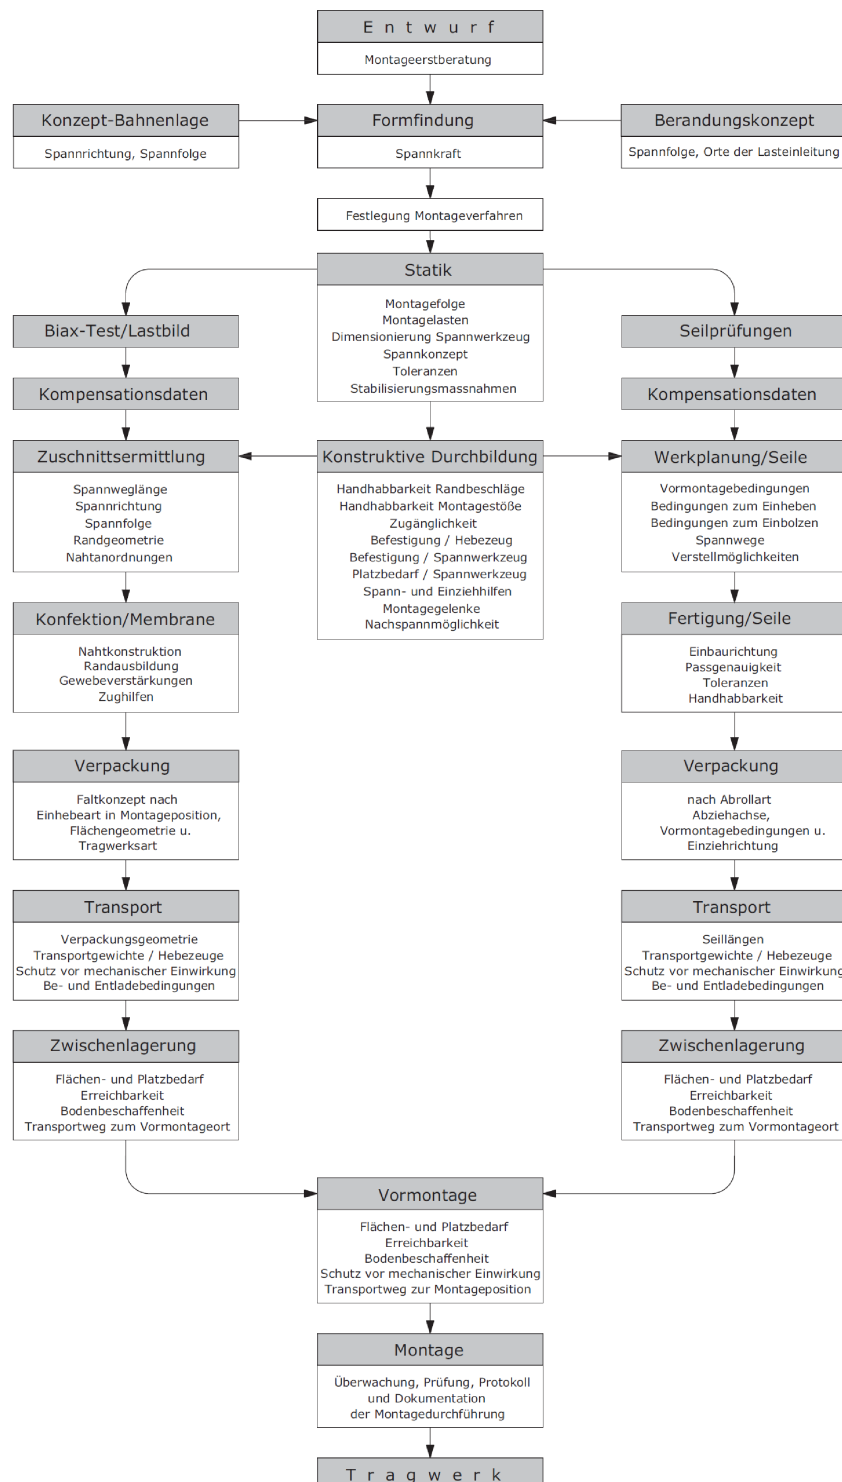 E n t w u r f
Montageerstberatung
Konzept-Bahnenlage
Spannrichtung, Spannfolge
Formfindung
Spannkraft
Berandungskonzept
Spannfolge, Orte der Lasteinleitung
Festlegung Montageverfahren
Statik
Montagefolge
Montagelasten
Dimensionierung Spannwerkzeug
Spannkonzept
Toleranzen
Stabilisierungsmassnahmen
Biax-Test/Lastbild
Kompensationsdaten
Seilprüfungen
Kompensationsdaten
Zuschnittsermittlung
Spannweglänge
Spannrichtung
Spannfolge
Randgeometrie
Nahtanordnungen
Konstruktive Durchbildung
Handhabbarkeit Randbeschläge
Handhabbarkeit Montagestöße
Zugänglichkeit
Befestigung / Hebezeug
Befestigung / Spannwerkzeug
Platzbedarf / Spannwerkzeug
Spann- und Einziehhilfen
Montagegelenke
Nachspannmöglichkeit
Werkplanung/Seile
Vormontagebedingungen
Bedingungen zum Einheben
Bedingungen zum Einbolzen
Spannwege
Verstellmöglichkeiten
Konfektion/Membrane
Nahtkonstruktion
Randausbildung
Gewebeverstärkungen
Zughilfen
Fertigung/Seile
Einbaurichtung
Passgenauigkeit
Toleranzen
Handhabbarkeit
Verpackung
Faltkonzept nach
Einhebeart in Montageposition,
Flächengeometrie u.
Tragwerksart
Verpackung
nach Abrollart
Abziehachse,
Vormontagebedingungen u.
Einziehrichtung
Transport
Verpackungsgeometrie
Transportgewichte / Hebezeuge
Schutz vor mechanischer Einwirkung
Be- und Entladebedingungen
Transport
Seillängen
Transportgewichte / Hebezeuge
Schutz vor mechanischer Einwirkung
Be- und Entladebedingungen
Zwischenlagerung
Flächen- und Platzbedarf
Erreichbarkeit
Bodenbeschaffenheit
Transportweg zum Vormontageort
Zwischenlagerung
Flächen- und Platzbedarf
Erreichbarkeit
Bodenbeschaffenheit
Transportweg zum Vormontageort
Vormontage
Flächen- und Platzbedarf
Erreichbarkeit
Bodenbeschaffenheit
Schutz vor mechanischer Einwirkung
Transportweg zur Montageposition
Montage
Überwachung, Prüfung, Protokoll
und Dokumentation
der Montagedurchführung
T r a g w e r k